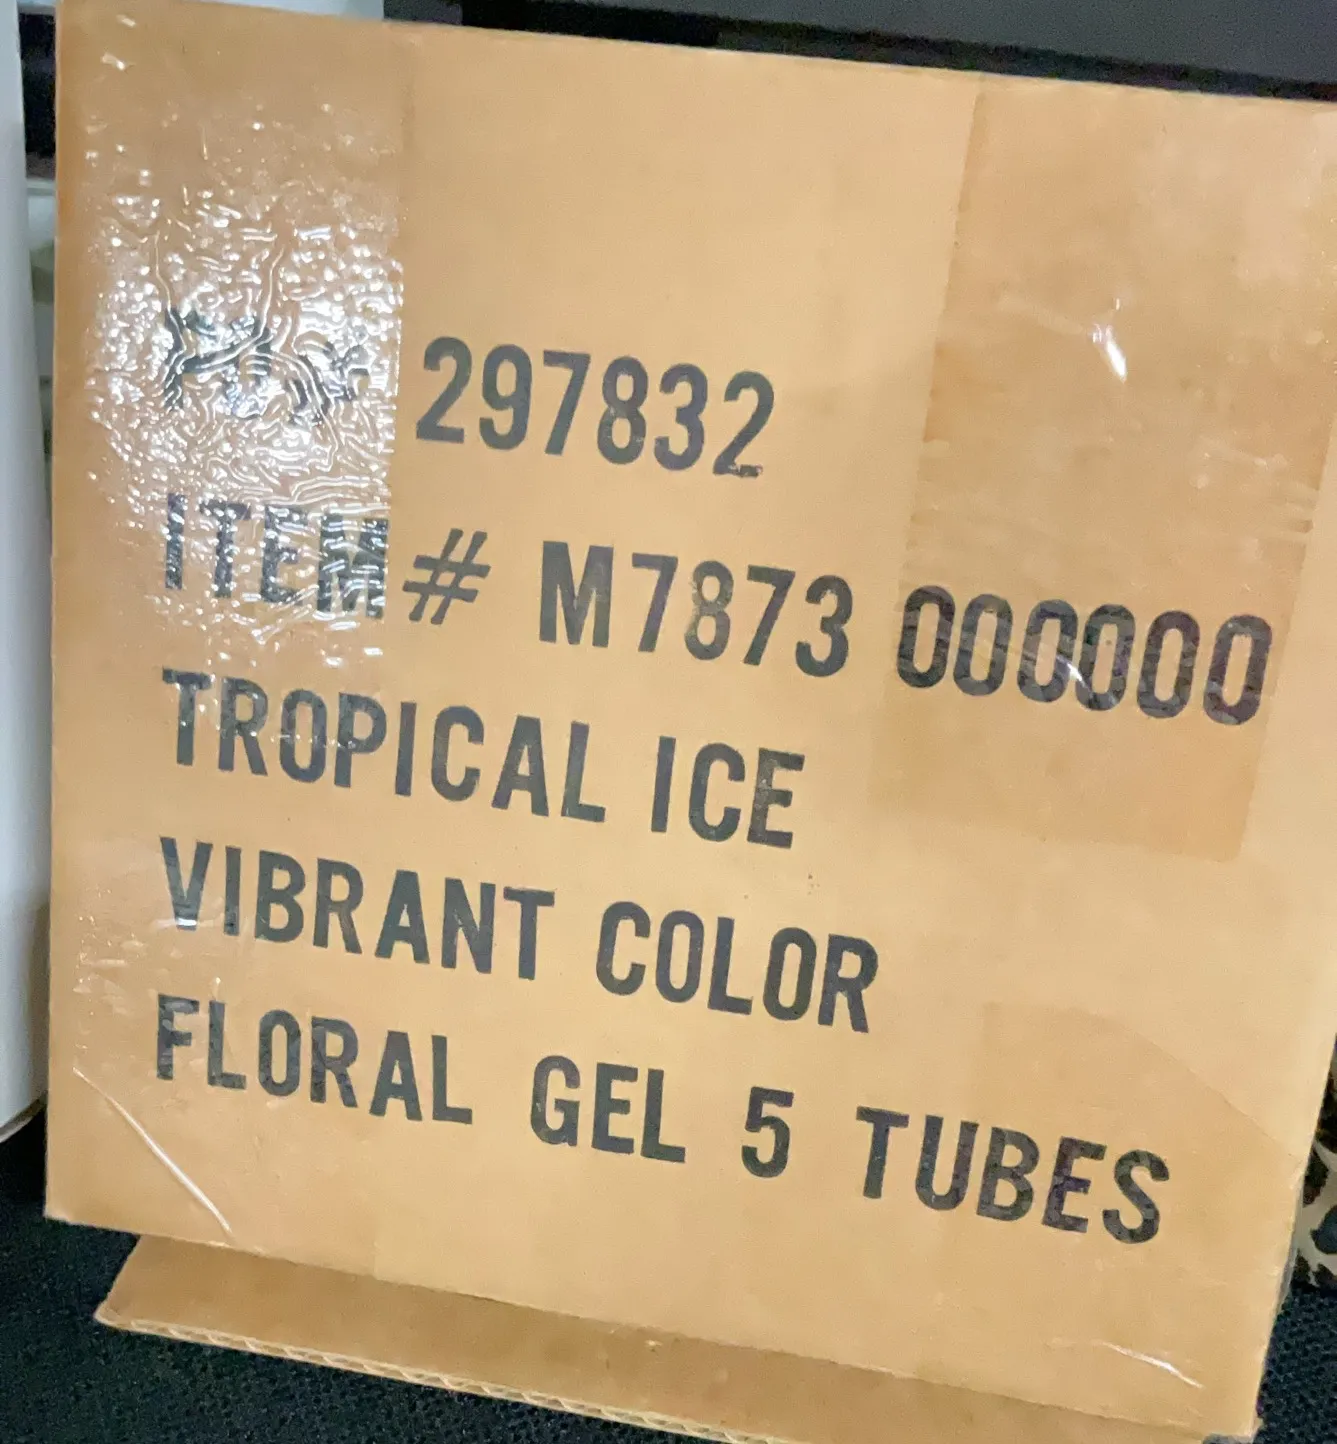 297832
ITEM# M7873 000000
TROPICAL ICE
VIBRANT COLOR
FLORAL GEL 5 TUBES